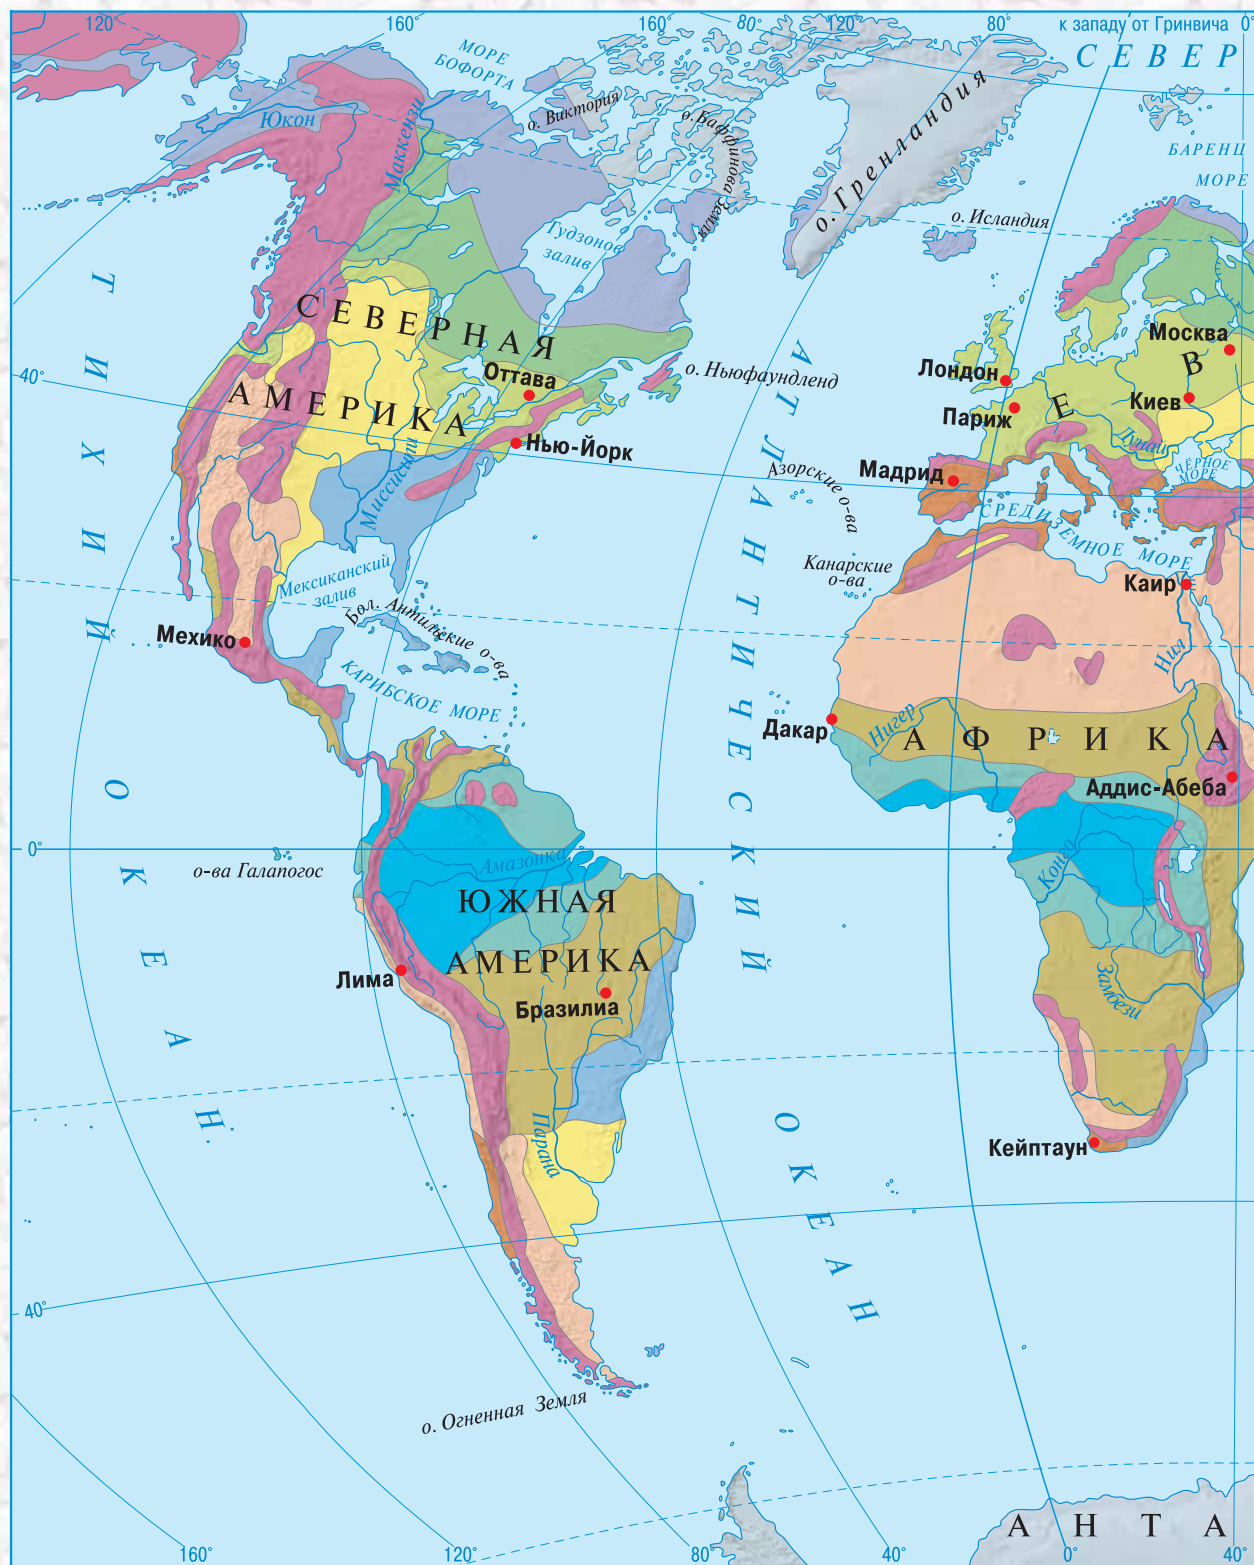 120°
160°
160°
80°
120°
80°
к западу от Гринвича
0°
СЕВЕР
МОРЕ
БОФОРТА
о. Виктория
о. Баффинова
Земля
Юкон
Маккензи
о. Гренландия
БАРЕНЦ
МОРЕ
о. Исландия
Гудзонов
залив
СЕВЕРНАЯ
АМЕРИКА
Москва
Лондон
ЕВ
Оттава
о. Ньюфаундленд
40°
Париж
Киев
Нью-Йорк
Дунай
Мадрид
Азорские о-ва
ЧЁРНОЕ
МОРЕ
Миссисипи
СРЕДИЗЕМНОЕ МОРЕ
Канарские
о-ва
Мексиканский
залив
Каир
Бол. Антильские о-ва
Мехико
Нил
КАРИБСКОЕ МОРЕ
Дакар
Нигер
АФРИКА
Аддис-Абеба
ТИХИЙ ОКЕАН
АТЛАНТИЧЕСКИЙ ОКЕАН
0°
о-ва Галапогос
Амазонка
Конго
ЮЖНАЯ
АМЕРИКА
Лима
Бразилиа
Замбези
Парана
Кейптаун
40°
о. Огненная Земля
АНТА
160°
120°
80°
40°
0°
40°